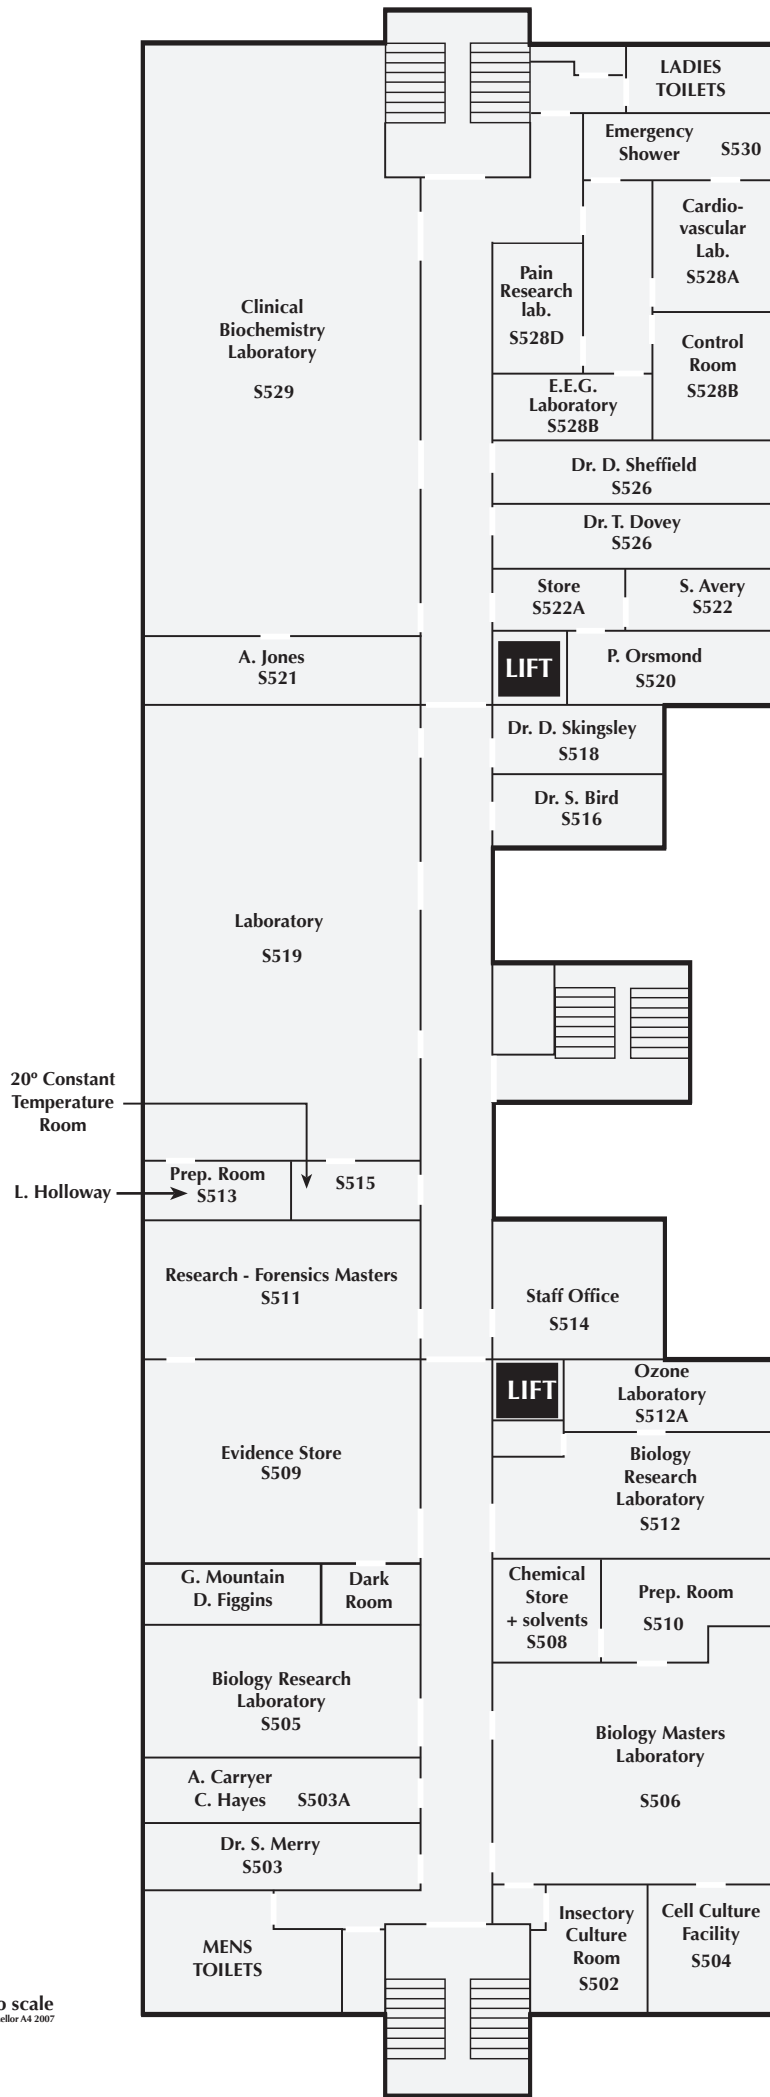 LADIES
TOILETS
Emergency
Shower S530
Cardio-
vascular
Lab.
S528A
Pain
Research
lab.
S528D
Clinical
Biochemistry
Laboratory
S529
Control
Room
S528B
E.E.G.
Laboratory
S528B
Dr. D. Sheffield
S526
Dr. T. Dovey
S526
Store
S522A
S. Avery
S522
A. Jones
S521
LIFT
P. Orsmond
S520
Dr. D. Skingsley
S518
Dr. S. Bird
S516
Laboratory
S519
20º Constant
Temperature
Room
L. Holloway
Prep. Room
S513
S515
Research - Forensics Masters
S511
Staff Office
S514
LIFT
Ozone
Laboratory
S512A
Evidence Store
S509
Biology
Research
Laboratory
S512
G. Mountain
D. Figgins
Dark
Room
Chemical
Store
+ solvents
S508
Prep. Room
S510
Biology Research
Laboratory
S505
Biology Masters
Laboratory
S506
A. Carryer
C. Hayes S503A
Dr. S. Merry
S503
MENS
TOILETS
Insectory
Culture
Room
S502
Cell Culture
Facility
S504
o scale
ellor A4 2007